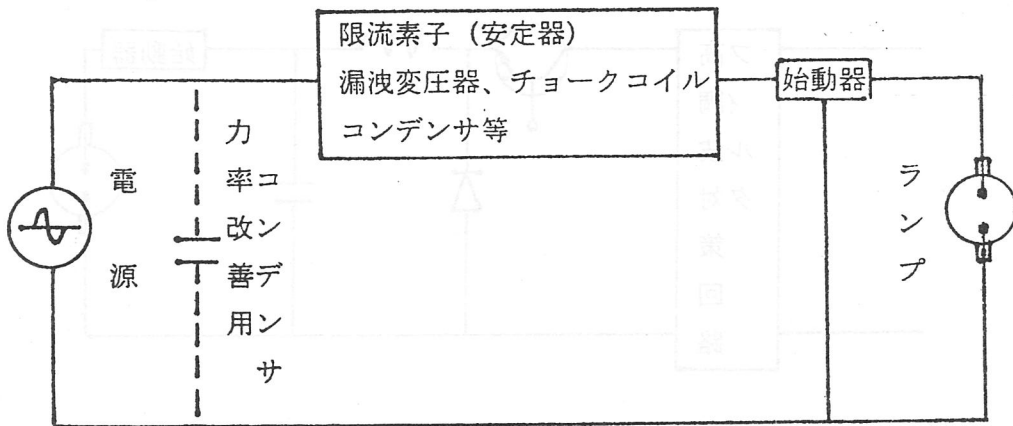 限流素子（安定器）
漏洩変圧器、チョークコイル
コンデンサ等
始動器
電源
力率改善用
コンデンサ
ランプ